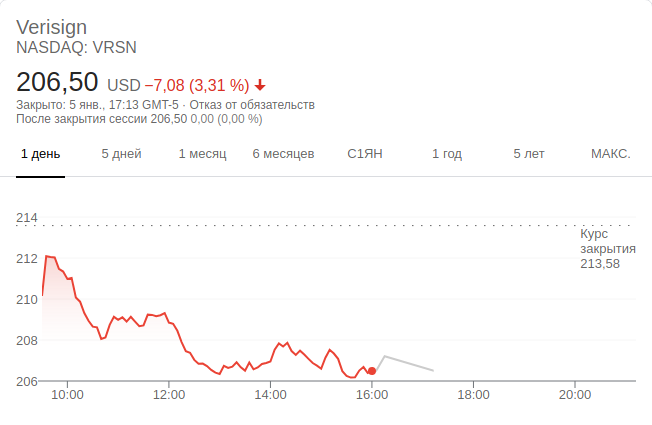 Verisign
NASDAQ: VRSN
206,50 USD −7,08 (3,31 %)
Закрыто: 5 янв., 17:13 GMT-5 · Отказ от обязательств
После закрытия сессии 206,50 0,00 (0,00 %)
1 день 5 дней 1 месяц 6 месяцев С1ЯН 1 год 5 лет МАКС.
214
Курс
закрытия
213,58
212
210
208
206
10:00 12:00 14:00 16:00 18:00 20:00